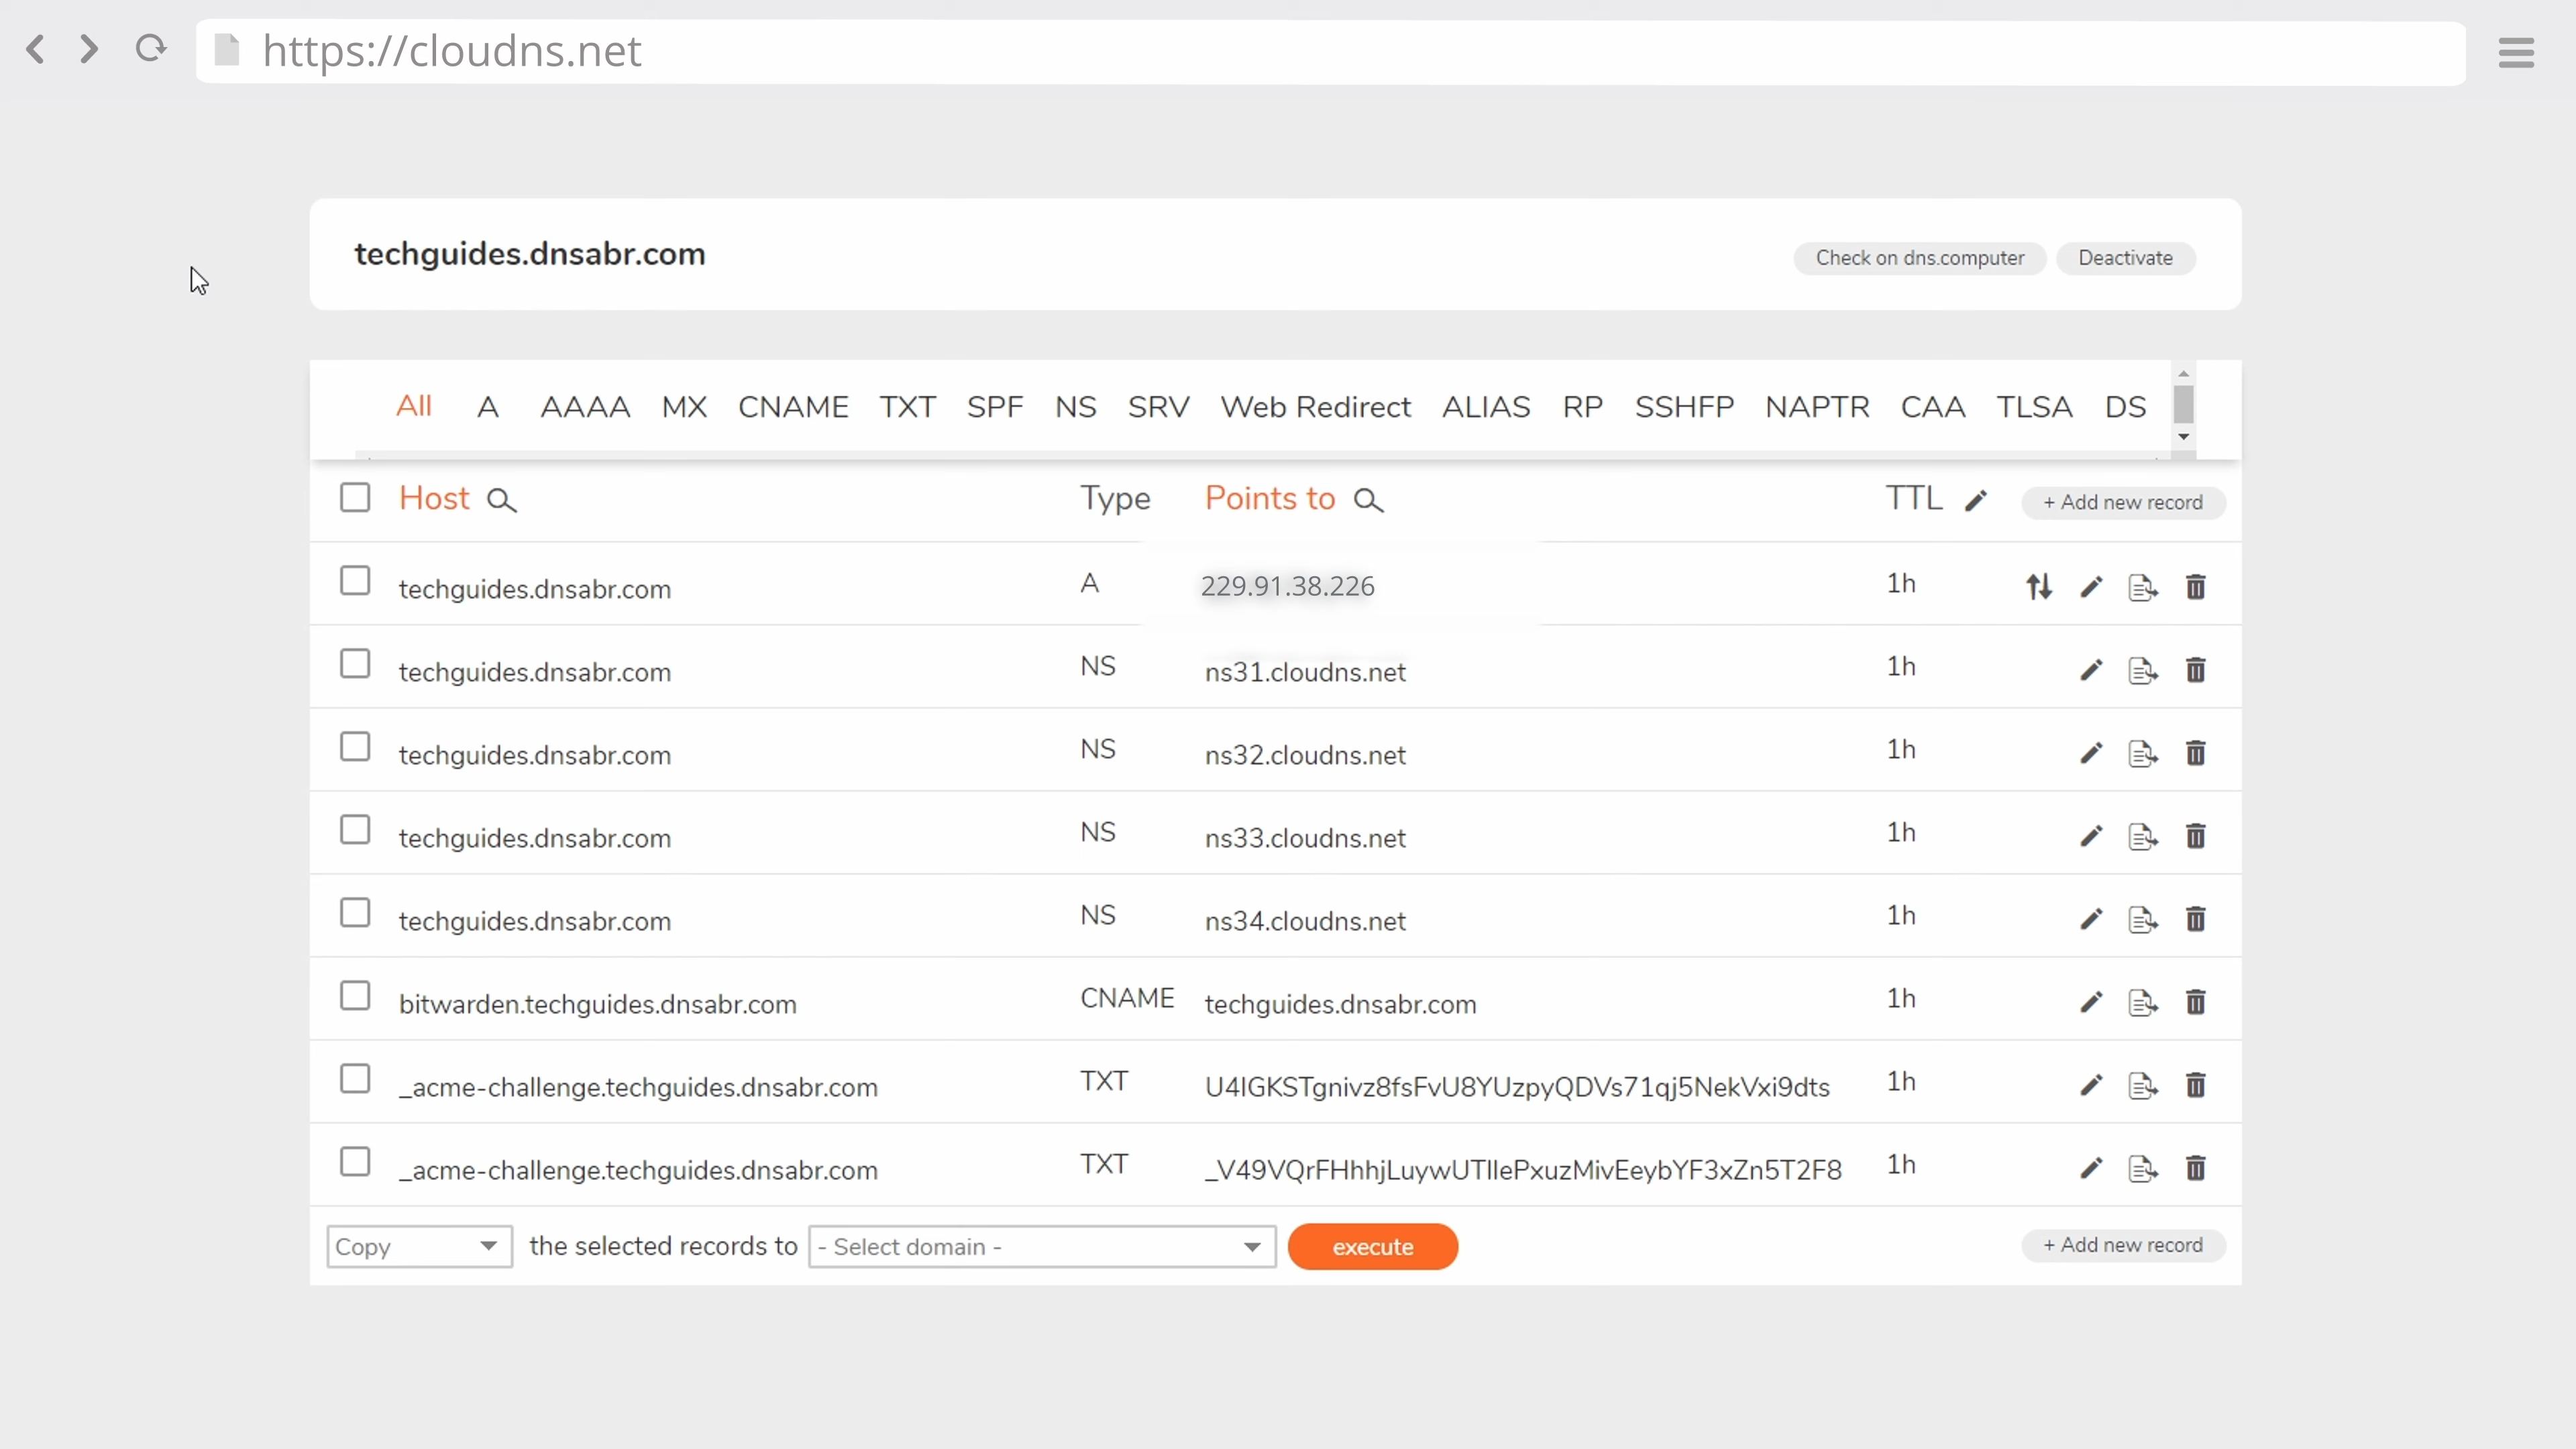 https://cloudns.net
techguides.dnsabr.com Check on dns.computer Deactivate
All A AAAA MX CNAME TXT SPF NS SRV Web Redirect ALIAS RP SSHFP NAPTR CAA TLSA DS
Host Type Points to TTL + Add new record
techguides.dnsabr.com A 229.91.38.226 1h
techguides.dnsabr.com NS ns31.cloudns.net 1h
techguides.dnsabr.com NS ns32.cloudns.net 1h
techguides.dnsabr.com NS ns33.cloudns.net 1h
techguides.dnsabr.com NS ns34.cloudns.net 1h
bitwarden.techguides.dnsabr.com CNAME techguides.dnsabr.com 1h
_acme-challenge.techguides.dnsabr.com TXT U4IGKSTgnivz8fsFvU8YUzpyQDVs71qj5NekVxi9dts 1h
_acme-challenge.techguides.dnsabr.com TXT _V49VQrFHhhjLuywUTIlePxuzMivEeybYF3xZn5T2F8 1h
Copy the selected records to - Select domain - execute + Add new record